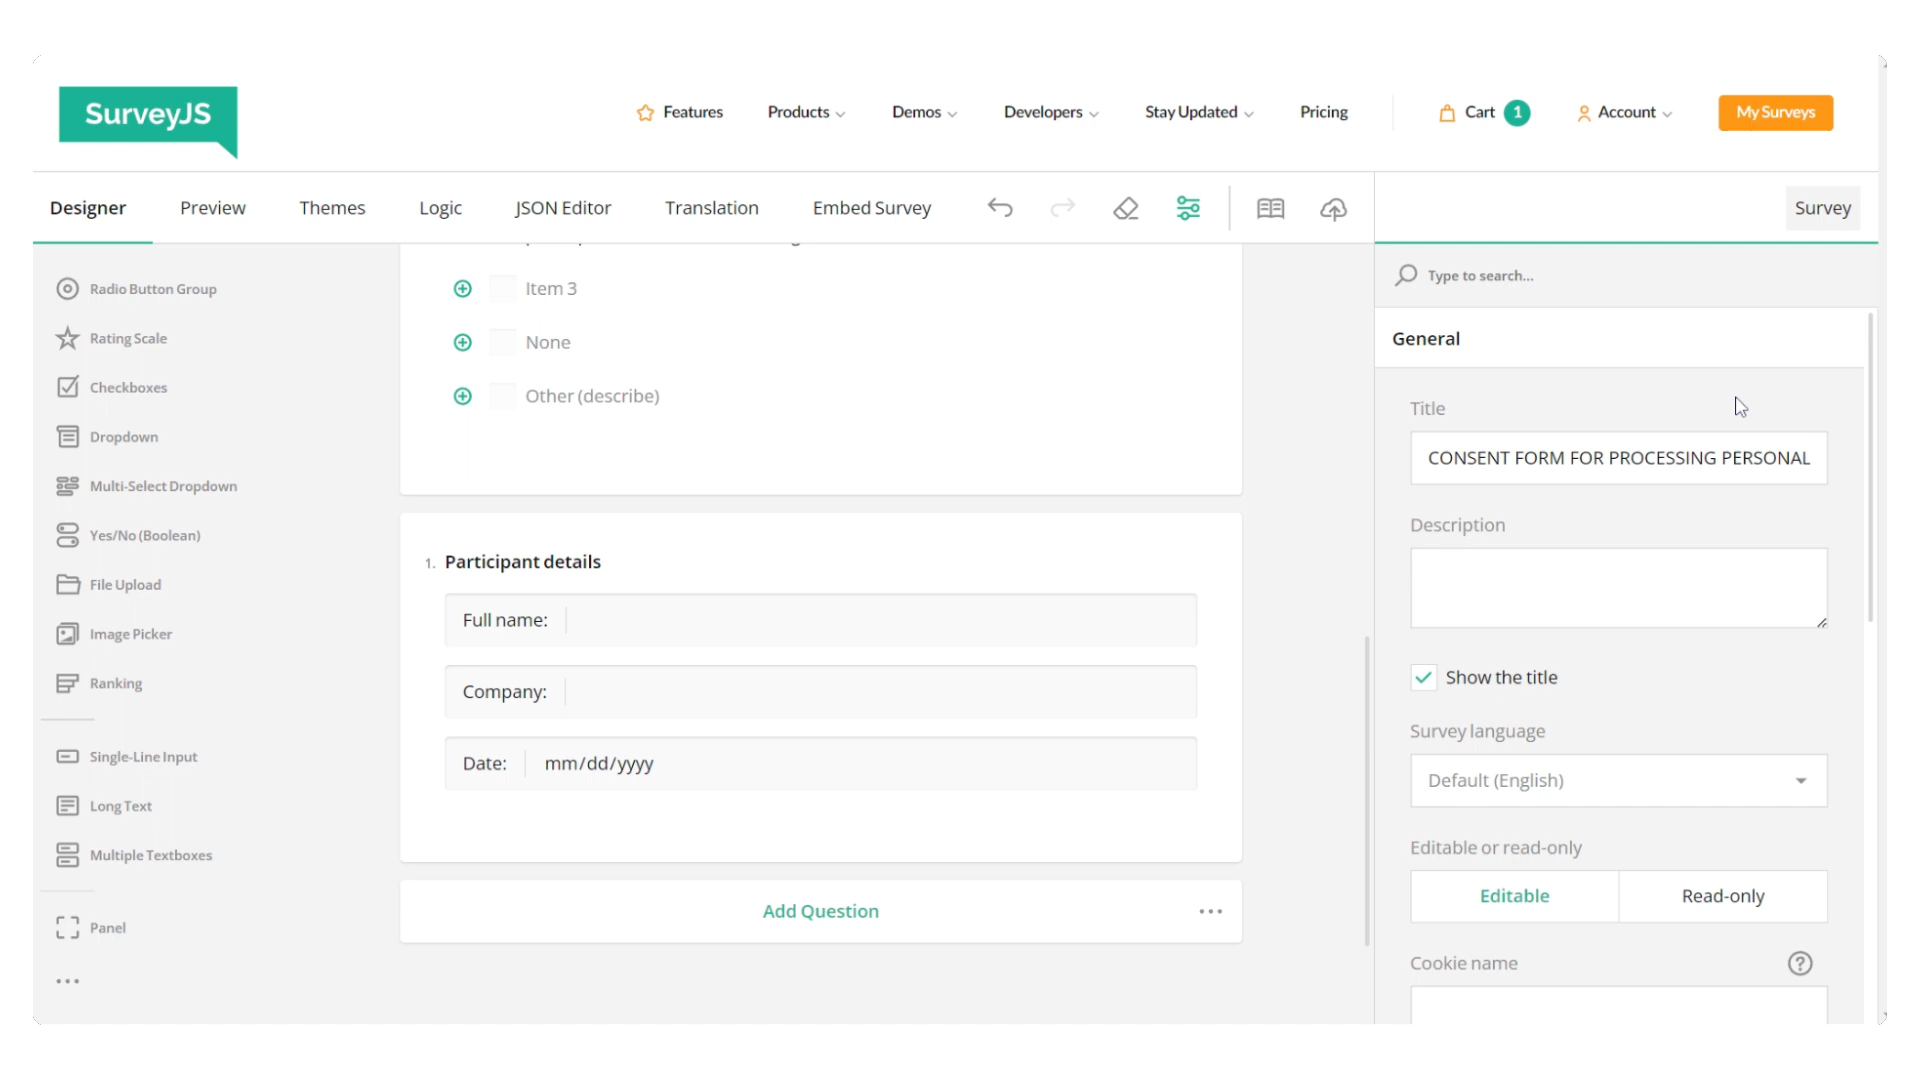 SurveyJS
Features
Products
Demos
Developers
Stay Updated
Pricing
Cart 1
Account
My Surveys
Designer
Preview
Themes
Logic
JSON Editor
Translation
Embed Survey
Survey
Radio Button Group
Rating Scale
Checkboxes
Dropdown
Multi-Select Dropdown
Yes/No (Boolean)
File Upload
Image Picker
Ranking
Single-Line Input
Long Text
Multiple Textboxes
Panel
Item 3
None
Other (describe)
1. Participant details
Full name:
Company:
Date: mm/dd/yyyy
Add Question
Type to search...
General
Title
CONSENT FORM FOR PROCESSING PERSONAL
Description
Show the title
Survey language
Default (English)
Editable or read-only
Editable
Read-only
Cookie name
?